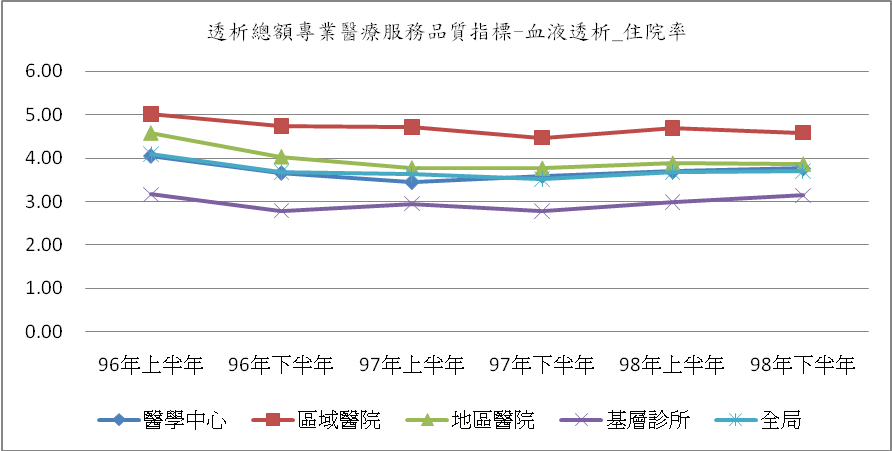 透析總額專業醫療服務品質指標-血液透析_住院率
6.00
5.00
4.00
3.00
2.00
1.00
0.00
96年上半年 96年下半年 97年上半年 97年下半年 98年上半年 98年下半年
醫學中心 區域醫院 地區醫院 基層診所 全局